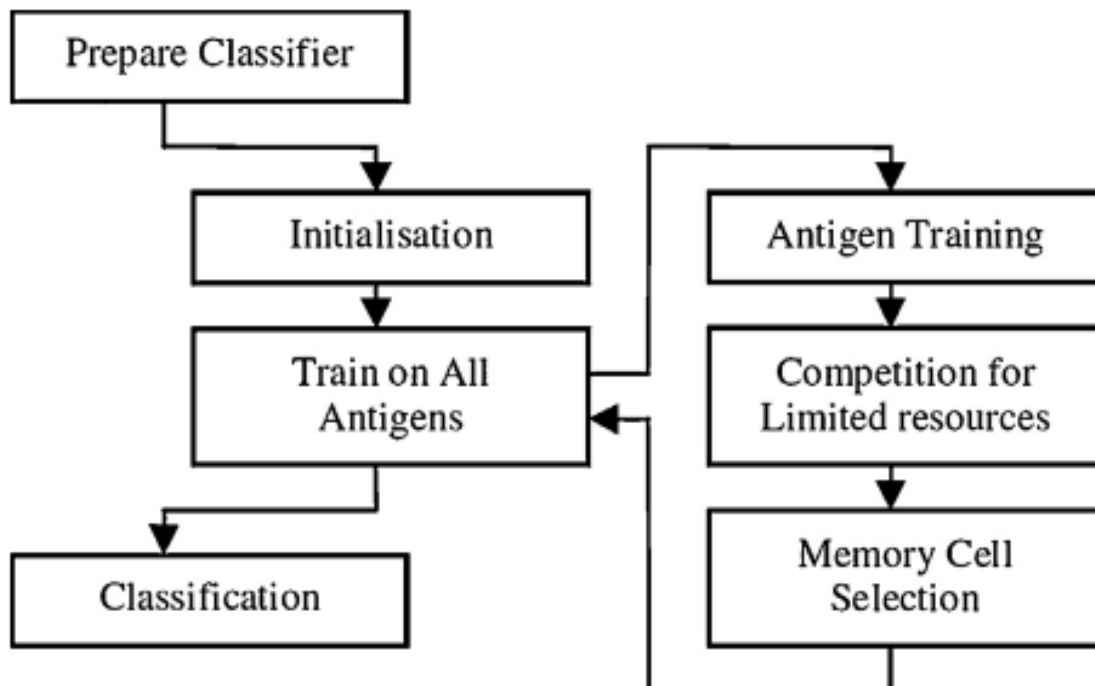 Prepare Classifier
Initialisation
Train on All
Antigens
Classification
Antigen Training
Competition for
Limited resources
Memory Cell
Selection